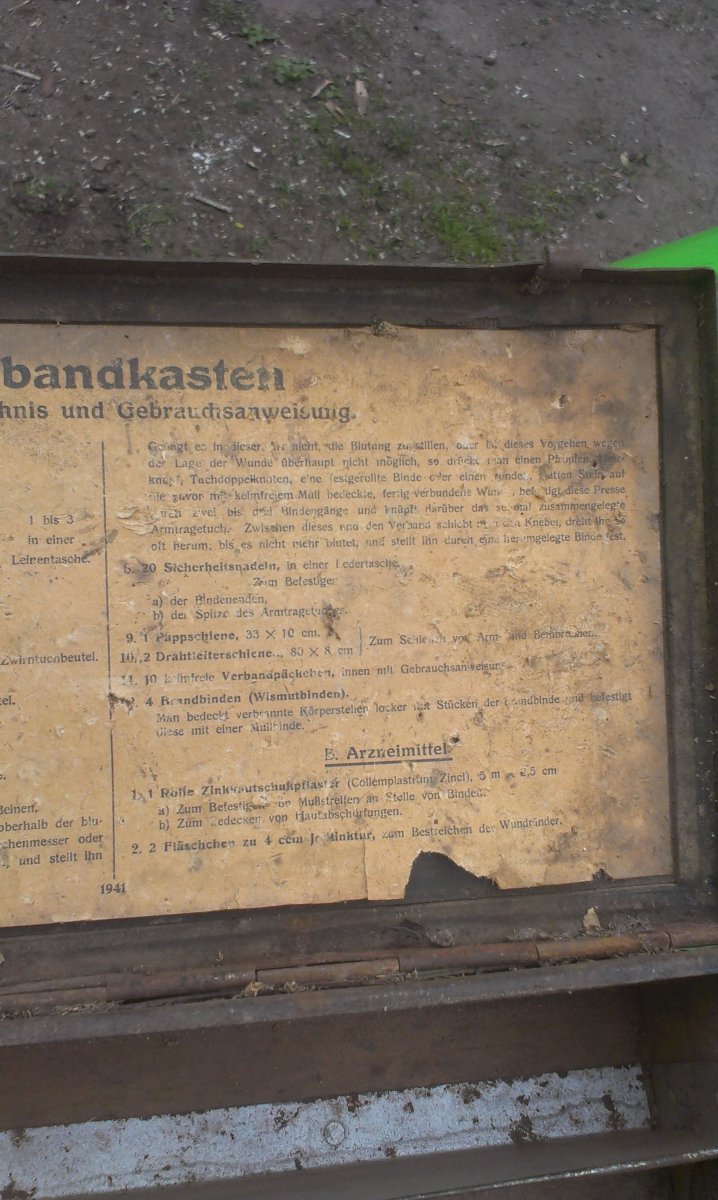 bandkasten
hnis und Gebrauchsanweisung.
1 bis 3
in einer
Leinentasche.
Zwirntuchbeutel.
tel.
e.
Beinen.
oberhalb der blu-
chenmesser oder
, und stellt ihn
Gelingt es in dieser Art nicht, die Blutung zu stillen, oder ist dieses Vorgehen wegen
der Lage der Wunde überhaupt nicht möglich, so drückt man einen Pfropfen, Holz-
knopf, Tuchdoppelknoten, eine festgerollte Binde oder einen runden, glatten Stein auf
die zuvor mit keimfreiem Mull bedeckte, fertig verbundene Wunde, befestigt diese Presse
durch zwei bis drei Bindengänge und knüpft darüber das schmal zusammengelegte
Armtragetuch. Zwischen dieses und den Verband schiebt man den Knebel, dreht ihn so
oft herum, bis es nicht mehr blutet, und stellt ihn durch eine herumgelegte Binde fest.
20 Sicherheitsnadeln, in einer Ledertasche.
Zum Befestigen
a) der Bindenenden,
b) der Spitze des Armtragetuches.
9. 1 Pappschiene, 33 × 10 cm.
10. 2 Drahtleiterschienen, 80 × 8 cm
Zum Schienen von Arm- und Beinbrüchen.
11. 10 keimfreie Verbandpäckchen, innen mit Gebrauchsanweisung.
4 Brandbinden (Wismutbinden).
Man bedeckt verbrannte Körperstellen locker mit Stücken der Brandbinde und befestigt
diese mit einer Mullbinde.
B. Arzneimittel
1. 1 Rolle Zinkkautschukpflaster (Collemplastrum Zinci), 5 m × 2,5 cm
a) Zum Befestigen von Mullstreifen an Stelle von Binden.
b) Zum Bedecken von Hautabschürfungen.
2. 2 Fläschchen zu 4 ccm Jodtinktur, zum Bestreichen der Wundränder.
1941